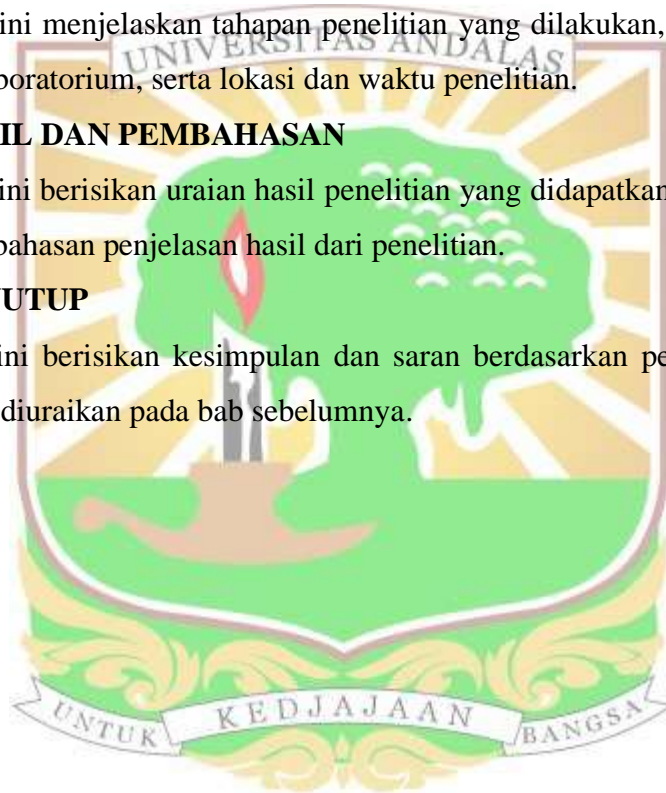 ini menjelaskan tahapan penelitian yang dilakukan,
UNIVERSITAS ANDALAS
boratorium, serta lokasi dan waktu penelitian.
IL DAN PEMBAHASAN
ini berisikan uraian hasil penelitian yang didapatkan
bahasan penjelasan hasil dari penelitian.
UTUP
ini berisikan kesimpulan dan saran berdasarkan pe
diuraikan pada bab sebelumnya.
UNTUK KEDJAJAAN BANGSA